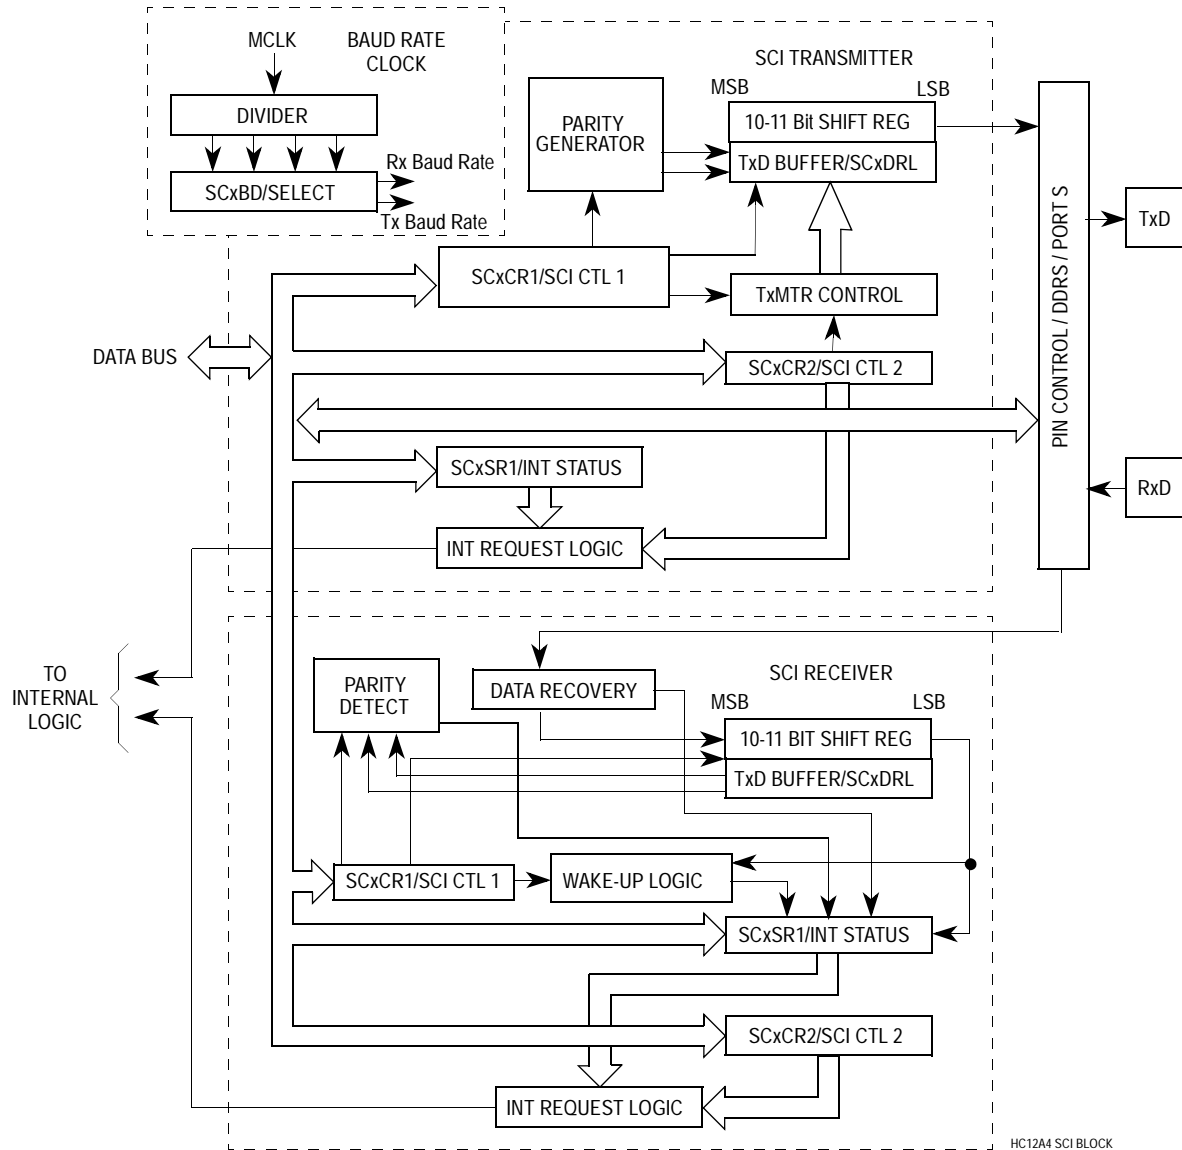 MCLK
BAUD RATE
CLOCK
DIVIDER
SCxBD/SELECT
Rx Baud Rate
Tx Baud Rate
SCI TRANSMITTER
MSB
LSB
PARITY
GENERATOR
10-11 Bit SHIFT REG
TxD BUFFER/SCxDRL
SCxCR1/SCI CTL 1
TxMTR CONTROL
DATA BUS
SCxCR2/SCI CTL 2
SCxSR1/INT STATUS
INT REQUEST LOGIC
PIN CONTROL / DDRS / PORT S
TxD
RxD
TO
INTERNAL
LOGIC
SCI RECEIVER
PARITY
DETECT
DATA RECOVERY
MSB
LSB
10-11 BIT SHIFT REG
TxD BUFFER/SCxDRL
SCxCR1/SCI CTL 1
WAKE-UP LOGIC
SCxSR1/INT STATUS
SCxCR2/SCI CTL 2
INT REQUEST LOGIC
HC12A4 SCI BLOCK